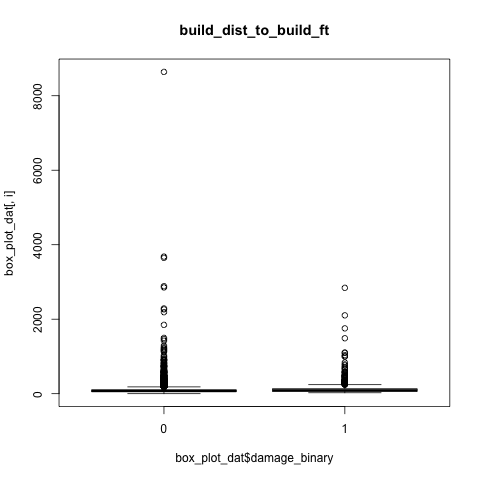 build_dist_to_build_ft
8000
6000
4000
2000
0
box_plot_dat[, i]
0 1
box_plot_dat$damage_binary